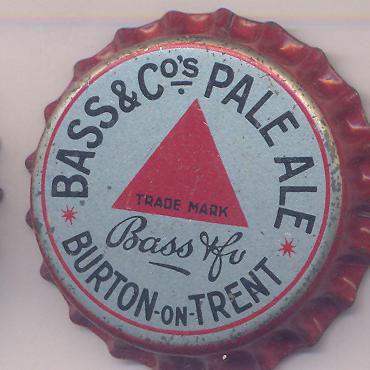 BASS & Co's PALE ALE
TRADE MARK
Bass & Co
BURTON-ON-TRENT